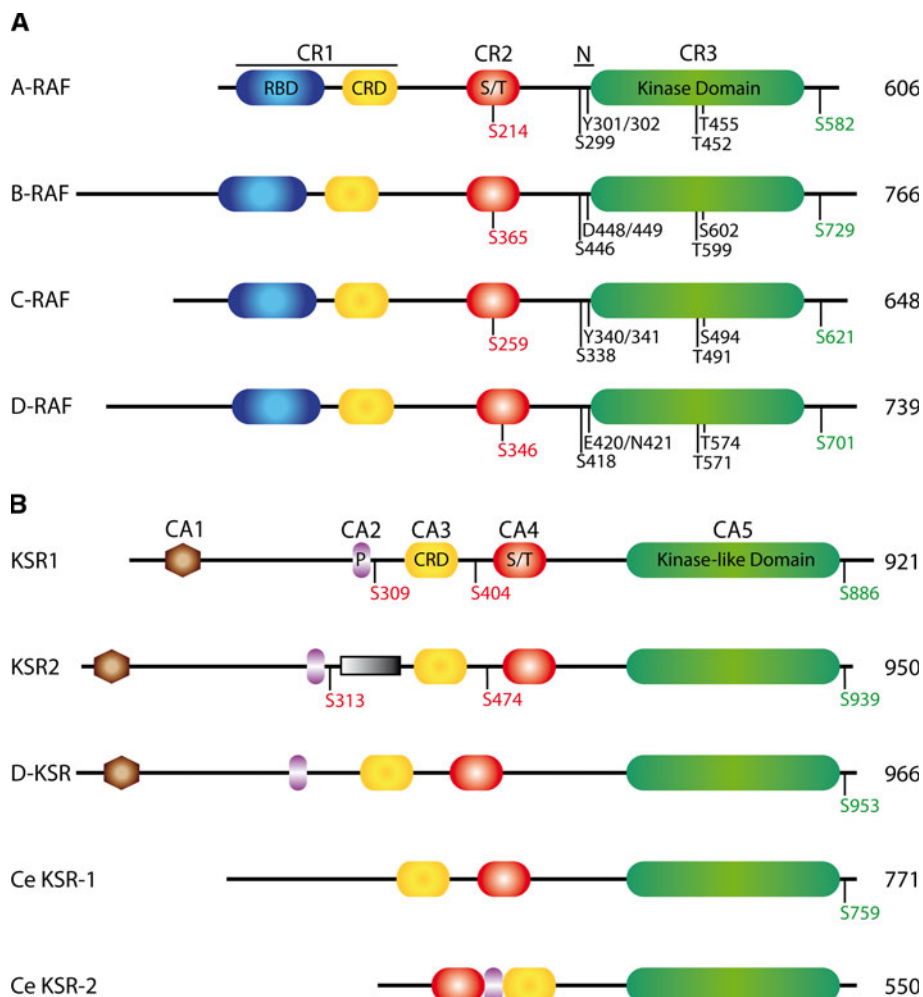 A
CR1 CR2 N CR3
A-RAF RBD CRD S/T Kinase Domain 606
S214 Y301/302 T455 S582
S299 T452
B-RAF 766
S365 D448/449 S602 S729
S446 T599
C-RAF 648
S259 Y340/341 S494 S621
S338 T491
D-RAF 739
S346 E420/N421 T574 S701
S418 T571
B
CA1 CA2 CA3 CA4 CA5
KSR1 P CRD S/T Kinase-like Domain 921
S309 S404 S886
KSR2 950
S313 S474 S939
D-KSR 966
S953
Ce KSR-1 771
S759
Ce KSR-2 550